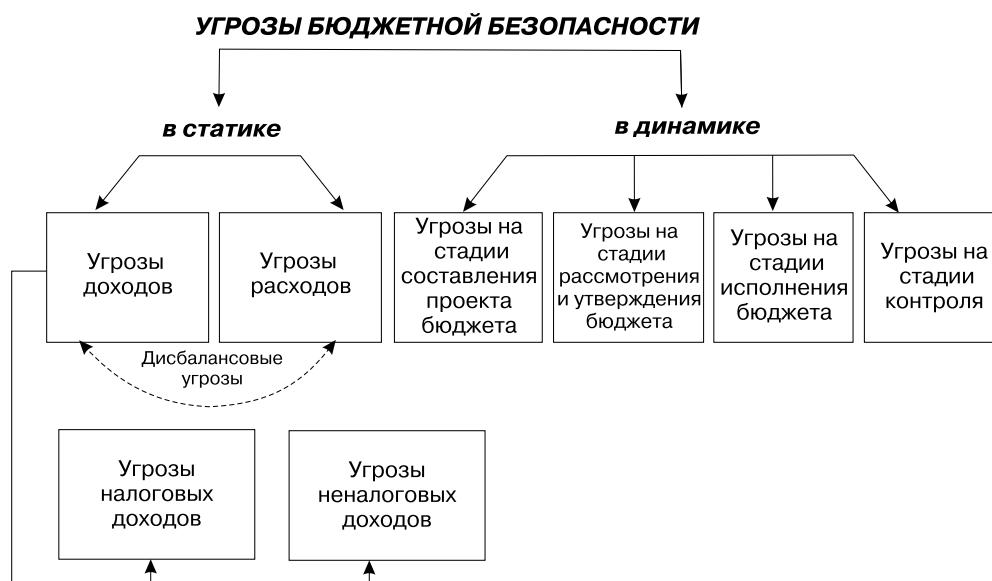 УГРОЗЫ БЮДЖЕТНОЙ БЕЗОПАСНОСТИ
в статике
в динамике
Угрозы
доходов
Угрозы
расходов
Угрозы на
стадии
составления
проекта
бюджета
Угрозы на
стадии
рассмотрения
и утверждения
бюджета
Угрозы на
стадии
исполнения
бюджета
Угрозы на
стадии
контроля
Дисбалансовые
угрозы
Угрозы
налоговых
доходов
Угрозы
неналоговых
доходов